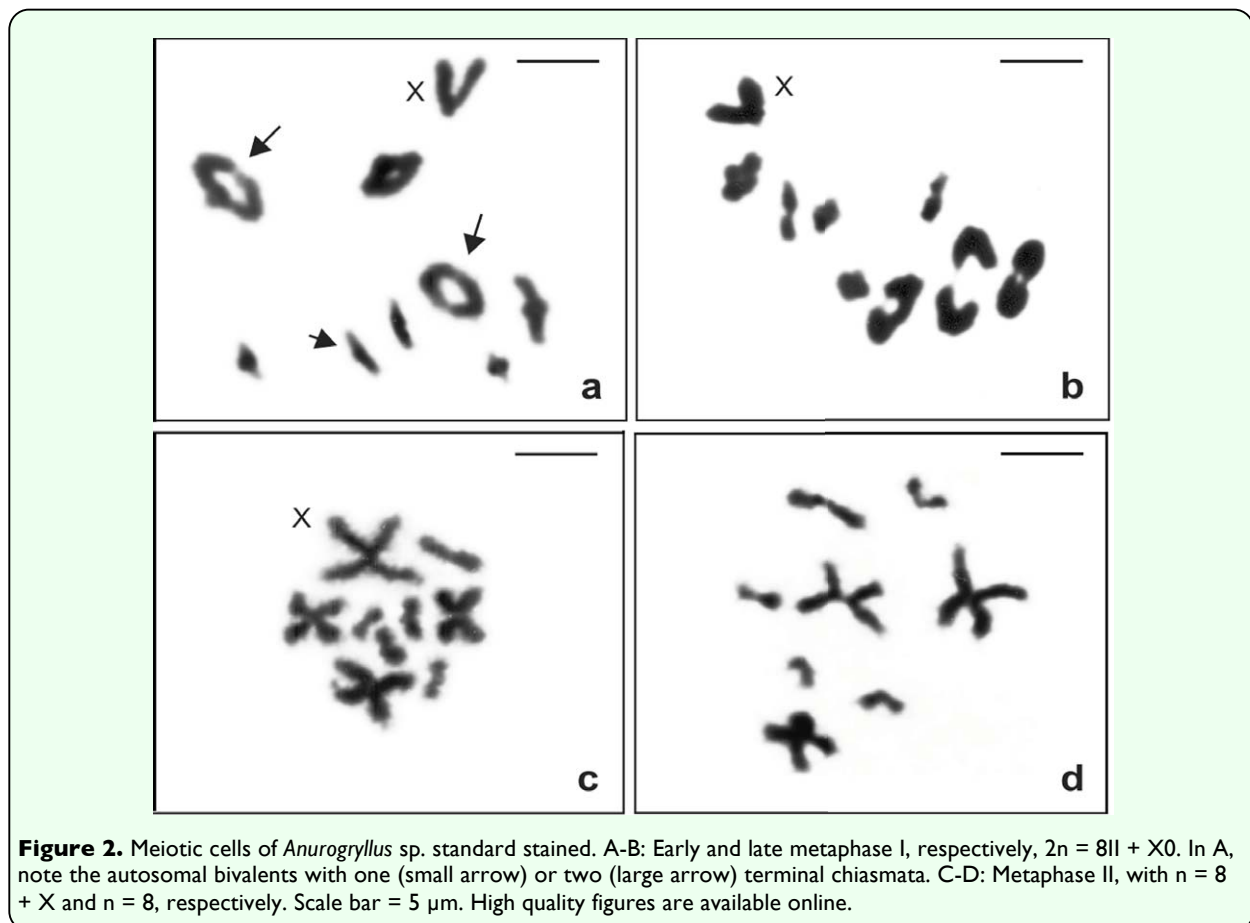 X
a
X
b
X
c
d
Figure 2. Meiotic cells of Anurogryllus sp. standard stained. A-B: Early and late metaphase I, respectively, 2n = 8II + X0. In A,
note the autosomal bivalents with one (small arrow) or two (large arrow) terminal chiasmata. C-D: Metaphase II, with n = 8
+ X and n = 8, respectively. Scale bar = 5 µm. High quality figures are available online.